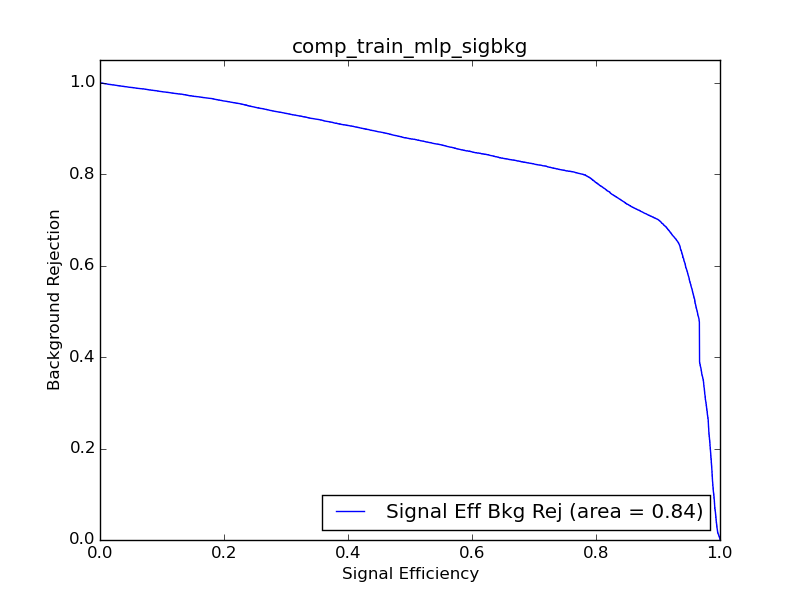 comp_train_mlp_sigbkg
1.0
0.8
0.6
0.4
0.2
0.0
Background Rejection
Signal Eff Bkg Rej (area = 0.84)
0.0 0.2 0.4 0.6 0.8 1.0
Signal Efficiency